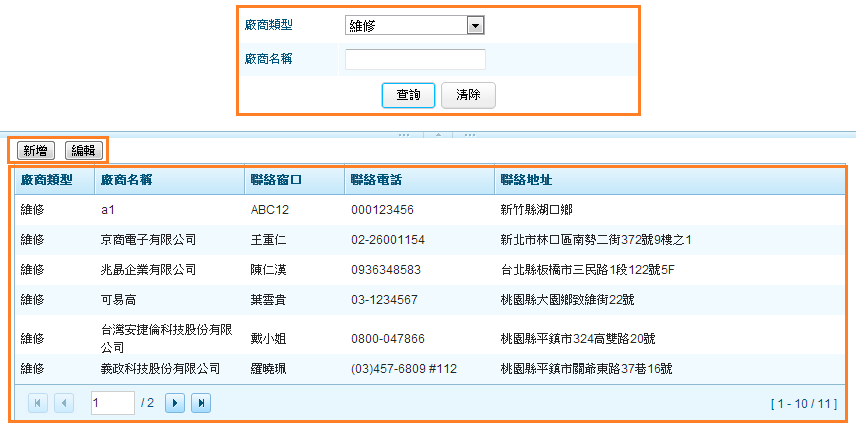 廠商類型 維修
廠商名稱
查詢 清除
新增 編輯
廠商類型 廠商名稱 聯絡窗口 聯絡電話 聯絡地址
維修 a1 ABC12 000123456 新竹縣湖口鄉
維修 京商電子有限公司 王重仁 02-26001154 新北市林口區南勢二街372號9樓之1
維修 兆勗企業有限公司 陳仁漢 0936348583 台北縣板橋市三民路1段122號5F
維修 可易高 葉雲貴 03-1234567 桃園縣大園鄉致維街22號
維修 台灣安捷倫科技股份有限
公司 戴小姐 0800-047866 桃園縣平鎮市324高雙路20號
維修 義政科技股份有限公司 羅曉珮 (03)457-6809 #112 桃園縣平鎮市關爺東路37巷16號
1 / 2 [ 1 - 10 / 11 ]